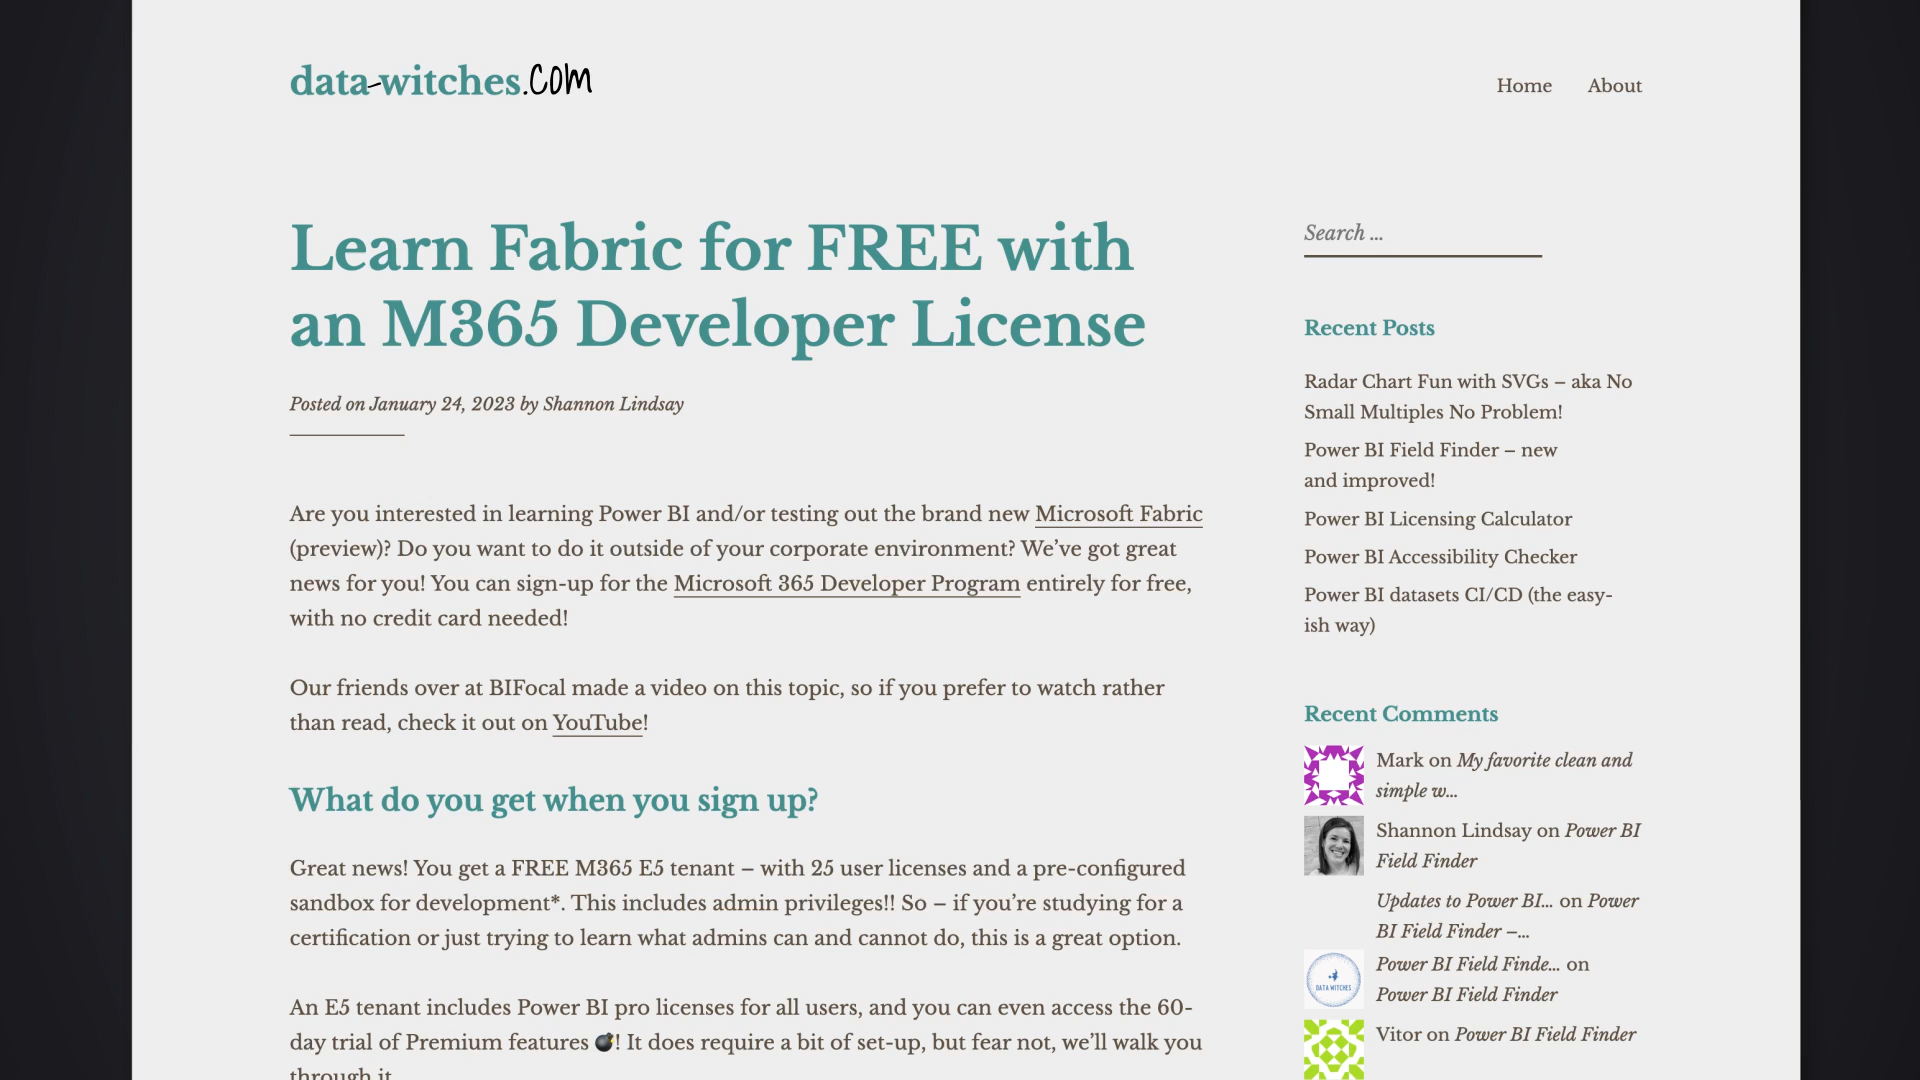 data-witches.com
Home About
Learn Fabric for FREE with
an M365 Developer License
Posted on January 24, 2023 by Shannon Lindsay
Are you interested in learning Power BI and/or testing out the brand new Microsoft Fabric
(preview)? Do you want to do it outside of your corporate environment? We’ve got great
news for you! You can sign-up for the Microsoft 365 Developer Program entirely for free,
with no credit card needed!
Our friends over at BIFocal made a video on this topic, so if you prefer to watch rather
than read, check it out on YouTube!
What do you get when you sign up?
Great news! You get a FREE M365 E5 tenant – with 25 user licenses and a pre-configured
sandbox for development*. This includes admin privileges!! So – if you’re studying for a
certification or just trying to learn what admins can and cannot do, this is a great option.
An E5 tenant includes Power BI pro licenses for all users, and you can even access the 60-
day trial of Premium features 💣! It does require a bit of set-up, but fear not, we’ll walk you
through it.
Search …
Recent Posts
Radar Chart Fun with SVGs – aka No
Small Multiples No Problem!
Power BI Field Finder – new
and improved!
Power BI Licensing Calculator
Power BI Accessibility Checker
Power BI datasets CI/CD (the easy-
ish way)
Recent Comments
Mark on My favorite clean and
simple w…
Shannon Lindsay on Power BI
Field Finder
Updates to Power BI… on Power
BI Field Finder –…
DATA WITCHES
Power BI Field Finde… on
Power BI Field Finder
Vitor on Power BI Field Finder